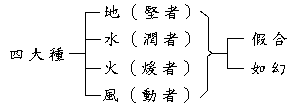 四大種
地（堅者）
水（潤者）
火（煖者）
風（動者）
假合
如幻